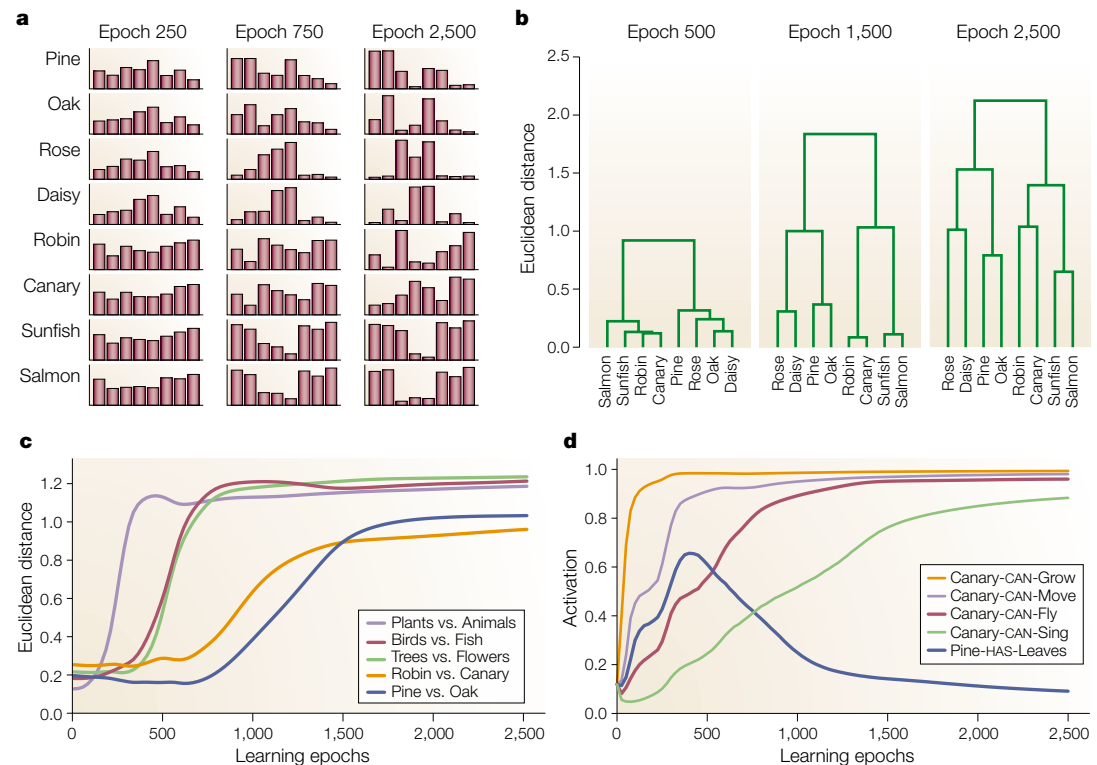 a
Epoch 250 Epoch 750 Epoch 2,500
Pine
Oak
Rose
Daisy
Robin
Canary
Sunfish
Salmon
b
Epoch 500 Epoch 1,500 Epoch 2,500
Euclidean distance
2.5
2.0
1.5
1.0
0.5
0.0
Salmon Sunfish Robin Canary Pine Rose Oak Daisy
Rose Daisy Pine Oak Robin Canary Sunfish Salmon
Rose Daisy Pine Oak Robin Canary Sunfish Salmon
c
Euclidean distance
1.2
1.0
0.8
0.6
0.4
0.2
0.0
Plants vs. Animals
Birds vs. Fish
Trees vs. Flowers
Robin vs. Canary
Pine vs. Oak
0 500 1,000 1,500 2,000 2,500
Learning epochs
d
Activation
1.0
0.8
0.6
0.4
0.2
0.0
Canary-CAN-Grow
Canary-CAN-Move
Canary-CAN-Fly
Canary-CAN-Sing
Pine-HAS-Leaves
0 500 1,000 1,500 2,000 2,500
Learning epochs